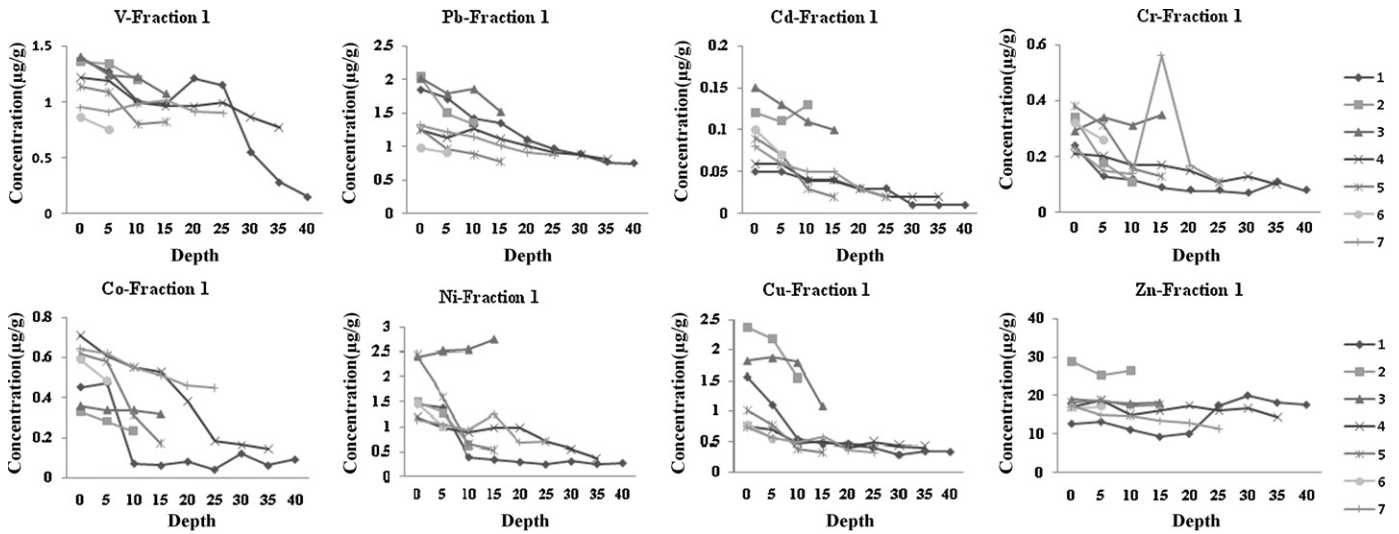 V-Fraction 1
Concentration(µg/g)
1.5
1
0.5
0
0 5 10 15 20 25 30 35 40
Depth
Pb-Fraction 1
Concentration(µg/g)
2.5
2
1.5
1
0.5
0
0 5 10 15 20 25 30 35 40
Depth
Cd-Fraction 1
Concentration(µg/g)
0.2
0.15
0.1
0.05
0
0 5 10 15 20 25 30 35 40
Depth
Cr-Fraction 1
Concentration(µg/g)
0.6
0.4
0.2
0
0 5 10 15 20 25 30 35 40
Depth
1
2
3
4
5
6
7
Co-Fraction 1
Concentration(µg/g)
0.8
0.6
0.4
0.2
0
0 5 10 15 20 25 30 35 40
Depth
Ni-Fraction 1
Concentration(µg/g)
3
2.5
2
1.5
1
0.5
0
0 5 10 15 20 25 30 35 40
Depth
Cu-Fraction 1
Concentration(µg/g)
2.5
2
1.5
1
0.5
0
0 5 10 15 20 25 30 35 40
Depth
Zn-Fraction 1
Concentration(µg/g)
40
30
20
10
0
0 5 10 15 20 25 30 35 40
Depth
1
2
3
4
5
6
7